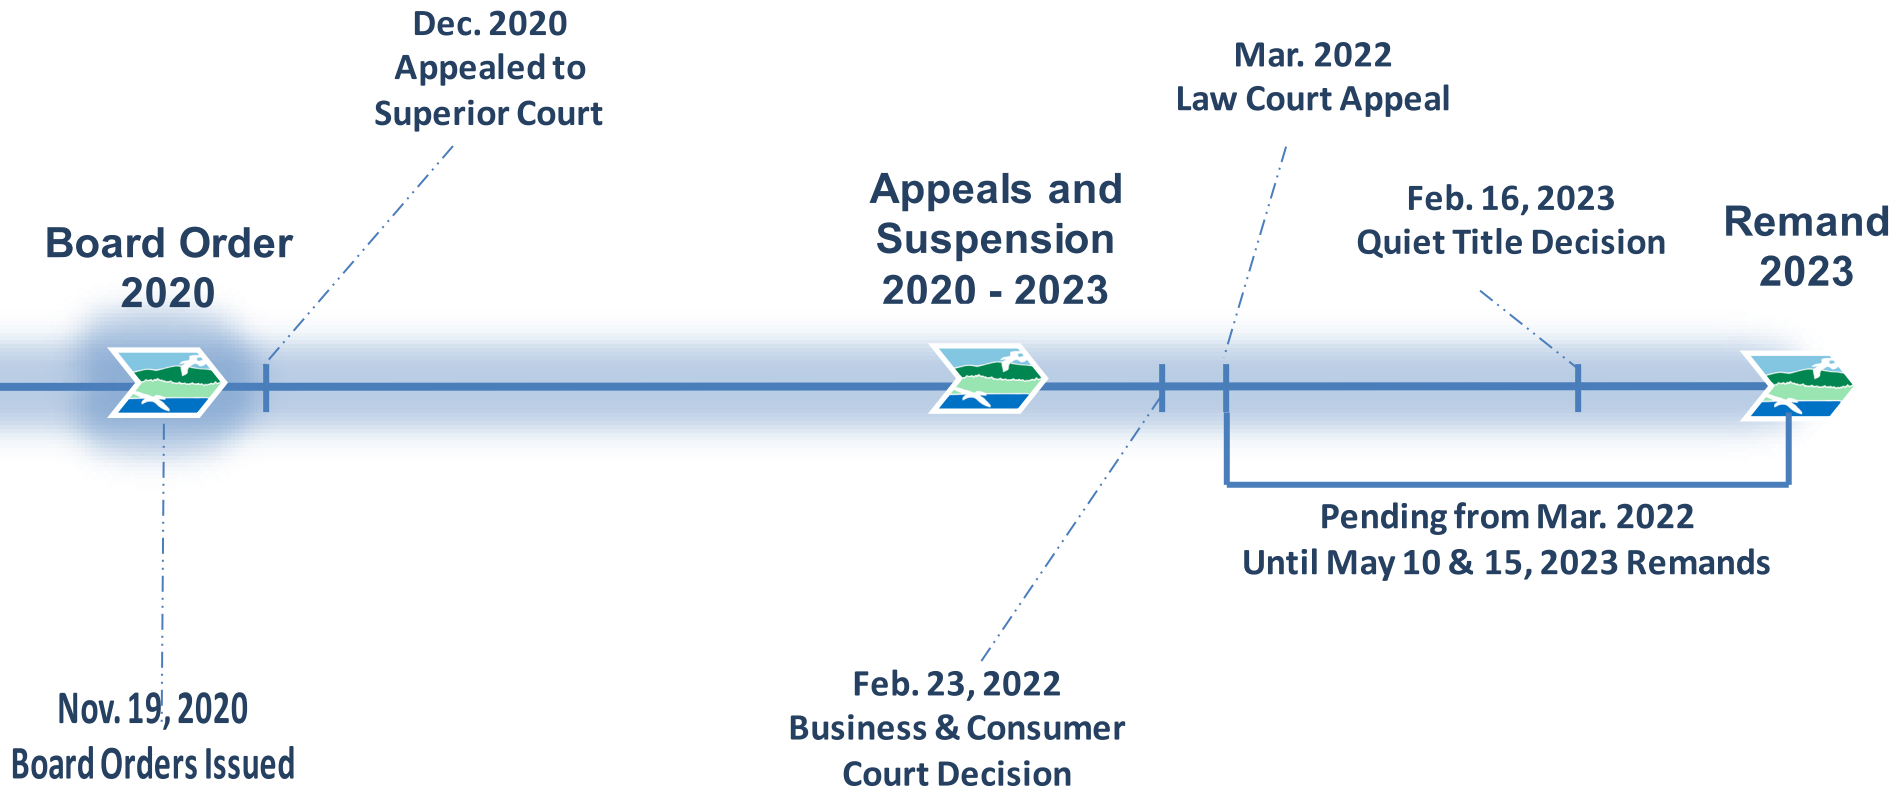 Dec. 2020
Appealed to
Superior Court
Mar. 2022
Law Court Appeal
Appeals and
Suspension
2020 - 2023
Feb. 16, 2023
Quiet Title Decision
Remand
2023
Board Order
2020
Pending from Mar. 2022
Until May 10 & 15, 2023 Remands
Nov. 19, 2020
Board Orders Issued
Feb. 23, 2022
Business & Consumer
Court Decision